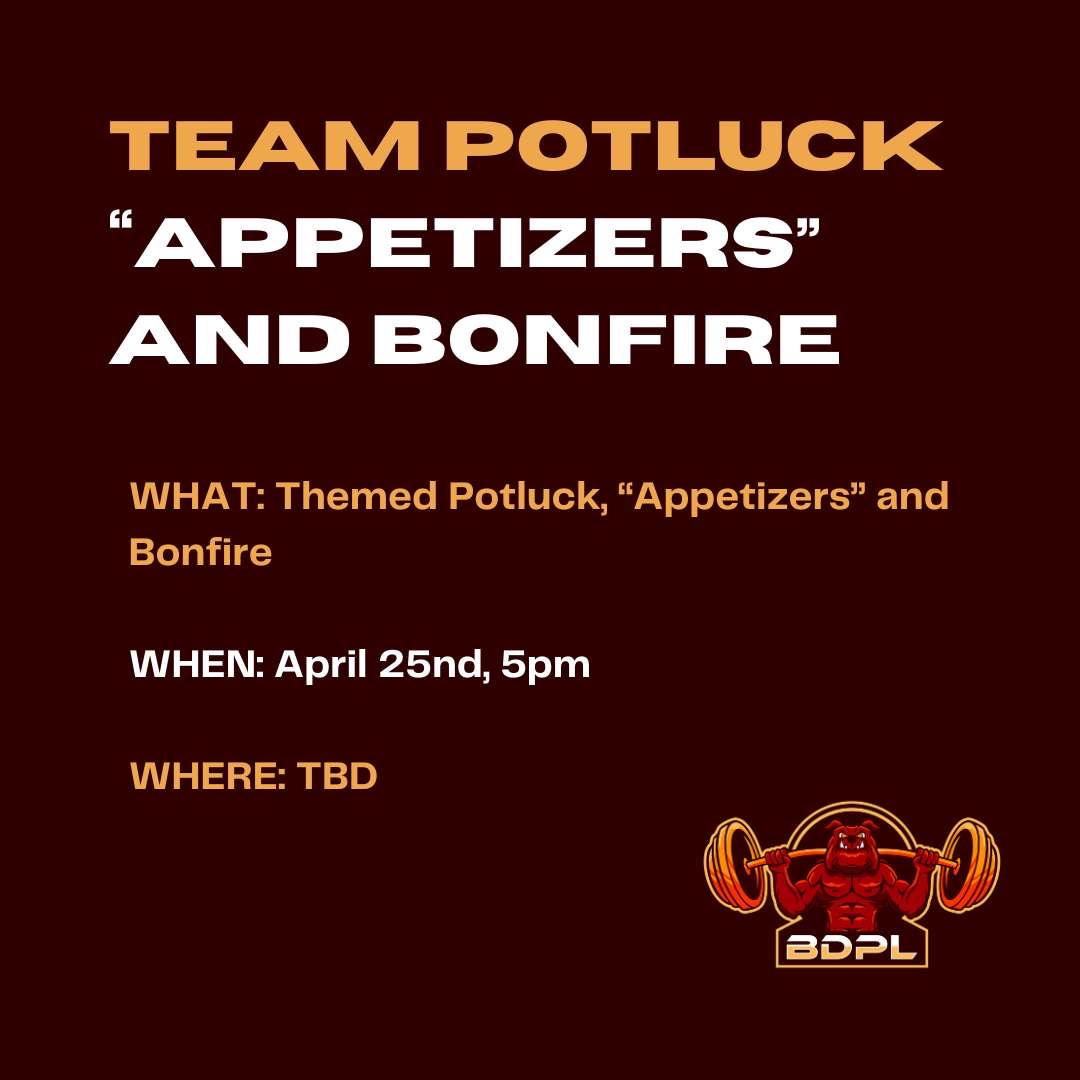 TEAM POTLUCK
“APPETIZERS”
AND BONFIRE
WHAT: Themed Potluck, “Appetizers” and
Bonfire
WHEN: April 25nd, 5pm
WHERE: TBD
BDPL